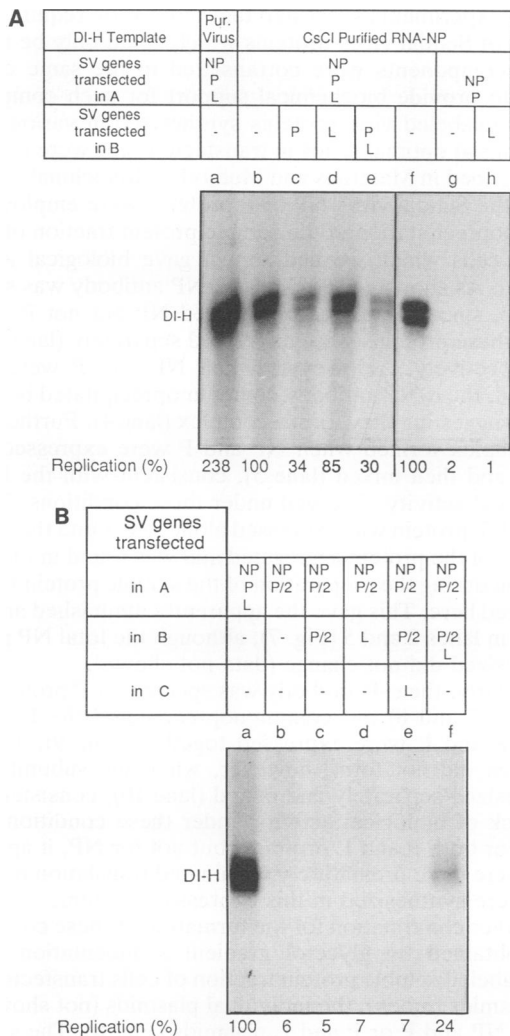 A
DI-H Template
Pur.
Virus
CsCl Purified RNA-NP
SV genes
transfected
in A
NP
P
L
NP
P
L
NP
P
SV genes
transfected
in B
- - P L P
L - - L
a b c d e f g h
DI-H
Replication (%) 238 100 34 85 30 100 2 1
B
SV genes
transfected
in A
NP NP NP NP NP NP
P P/2 P/2 P/2 P/2 P/2
L
in B - - P/2 - P/2 P/2
L
in C - - - - L -
a b c d e f
DI-H
Replication (%) 100 6 5 7 7 24